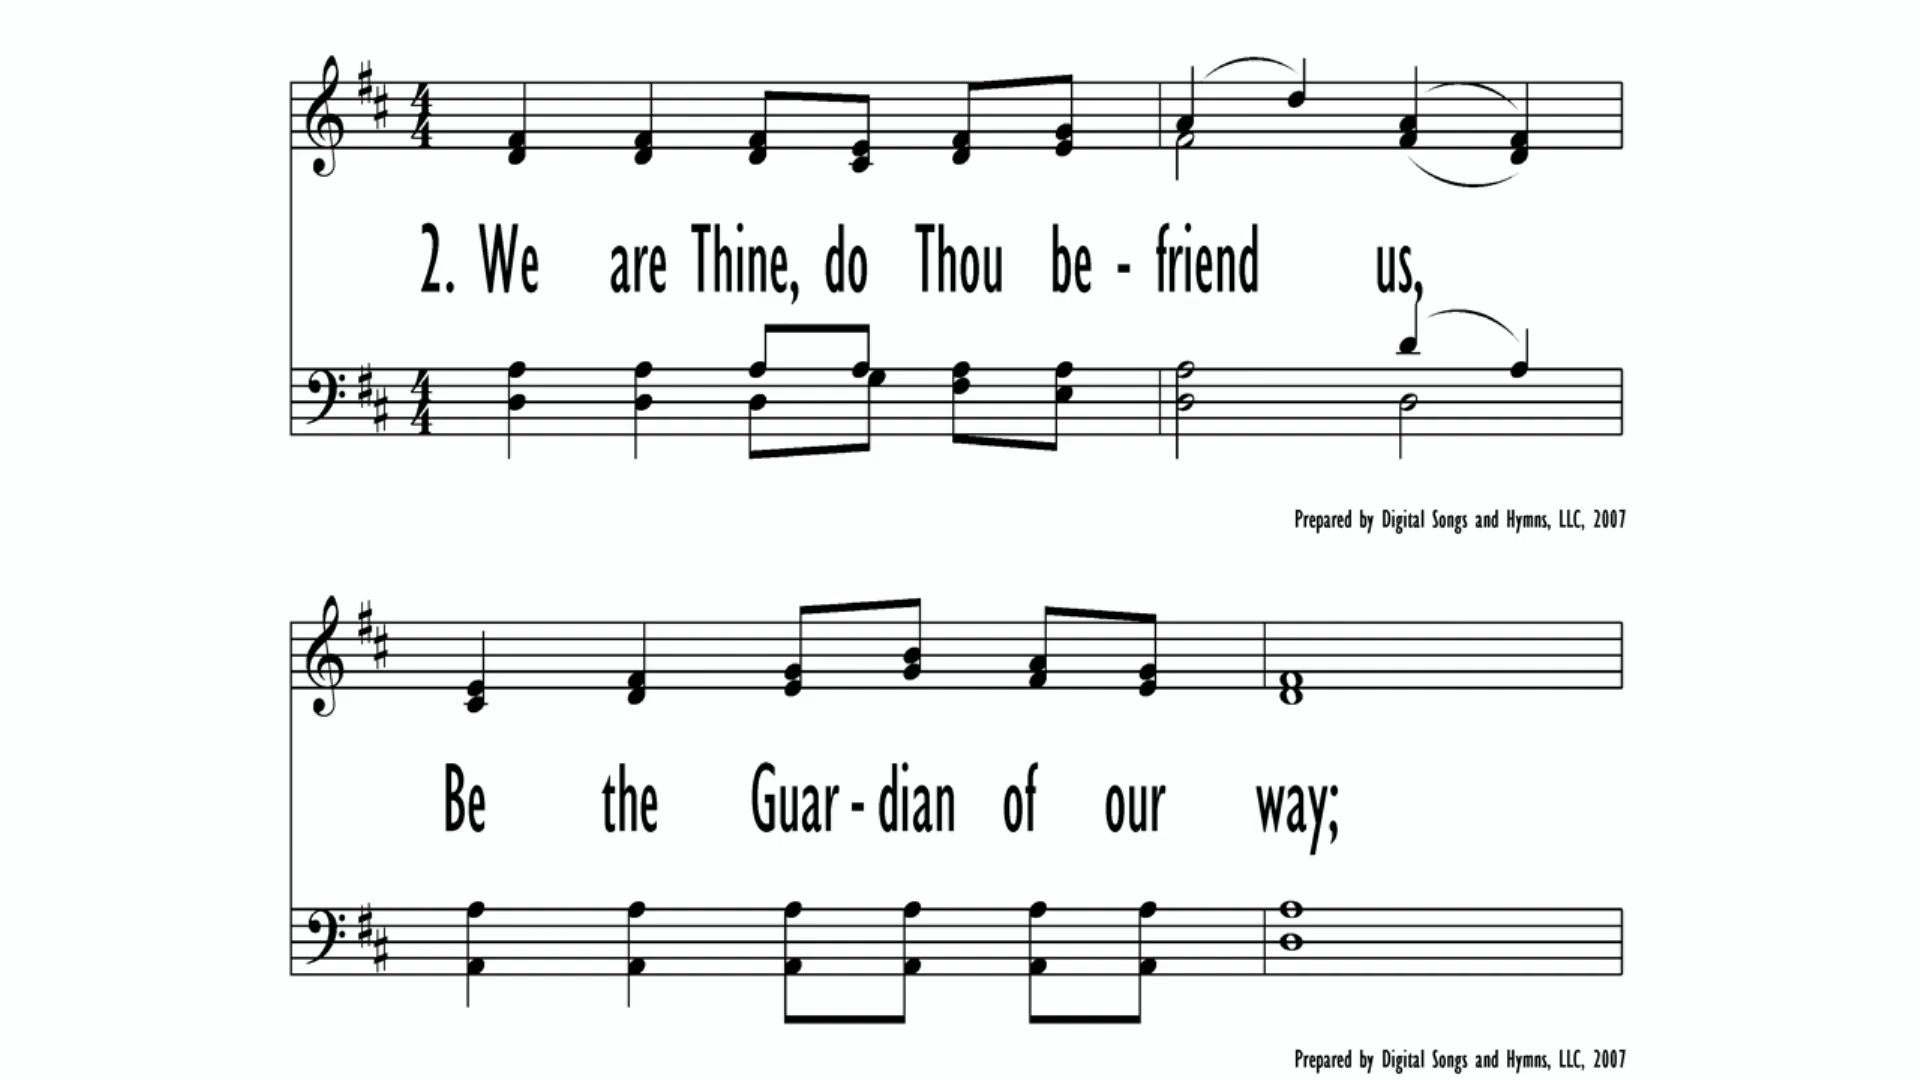 2. We are Thine, do Thou be - friend us,
Prepared by Digital Songs and Hymns, LLC, 2007
Be the Guar - dian of our way;
Prepared by Digital Songs and Hymns, LLC, 2007